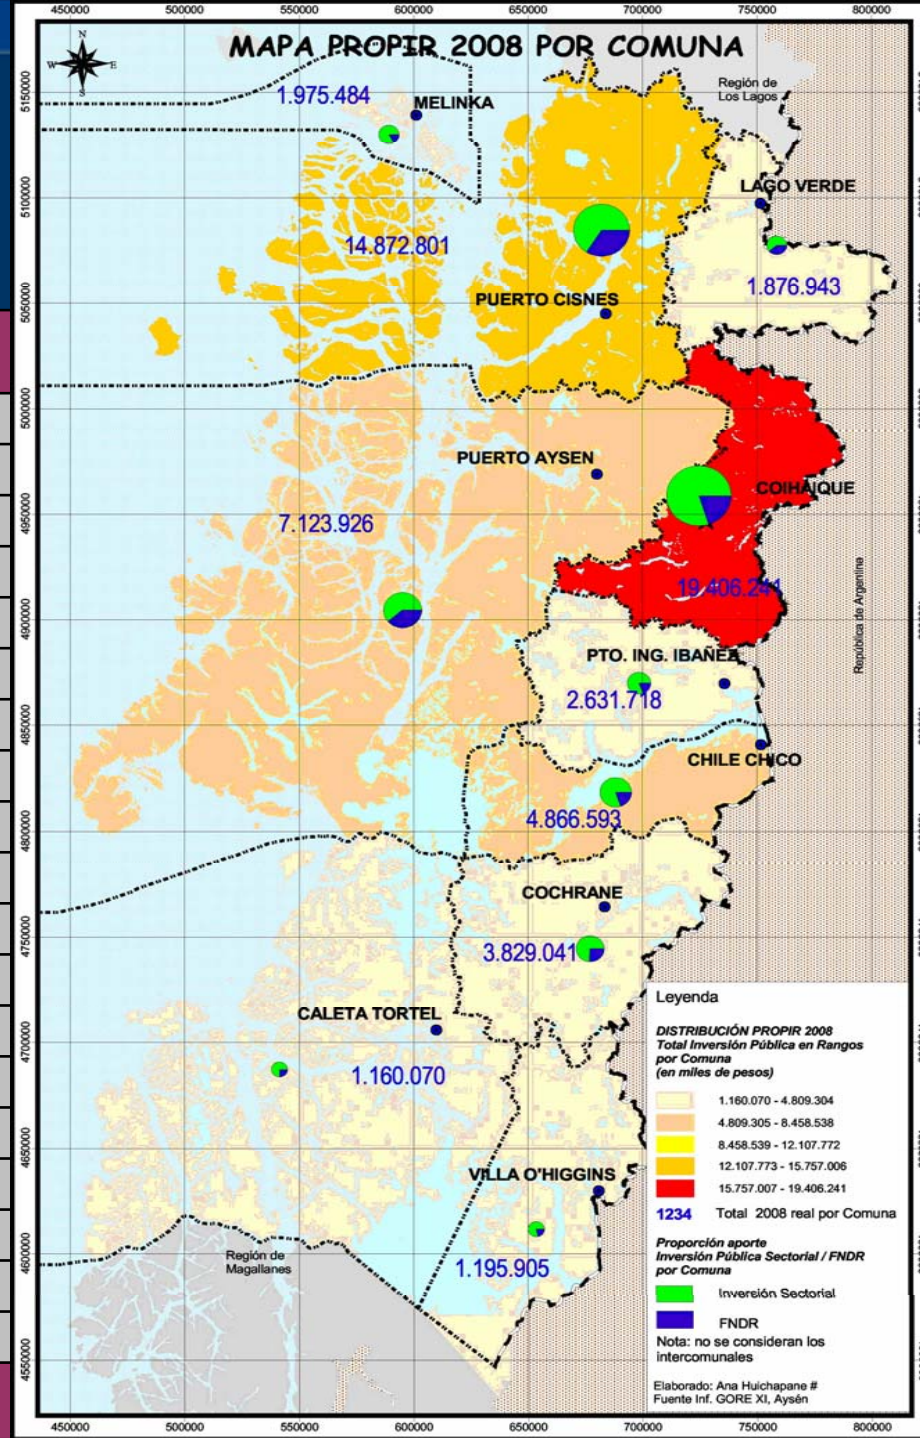 450000 500000 550000 600000 650000 700000 750000 800000
MAPA PROPIR 2008 POR COMUNA
N
W E
S
Región de
Los Lagos
1.975.484
MELINKA
LAGO VERDE
14.872.801
1.876.943
PUERTO CISNES
PUERTO AYSEN
COIHAIQUE
7.123.926
19.406.241
República de Argentina
PTO. ING. IBAÑEZ
2.631.718
CHILE CHICO
4.866.593
COCHRANE
3.829.041
CALETA TORTEL
1.160.070
VILLA O'HIGGINS
1.195.905
Región de
Magallanes
5150000
5100000
5050000
5000000
4950000
4900000
4850000
4800000
4750000
4700000
4650000
4600000
4550000
Leyenda
DISTRIBUCIÓN PROPIR 2008
Total Inversión Pública en Rangos
por Comuna
(en miles de pesos)
1.160.070 - 4.809.304
4.809.305 - 8.458.538
8.458.539 - 12.107.772
12.107.773 - 15.757.006
15.757.007 - 19.406.241
1234 Total 2008 real por Comuna
Proporción aporte
Inversión Pública Sectorial / FNDR
por Comuna
Inversión Sectorial
FNDR
Nota: no se consideran los
intercomunales
Elaborado: Ana Huichapane #
Fuente Inf. GORE XI, Aysén
450000 500000 550000 600000 650000 700000 750000 800000